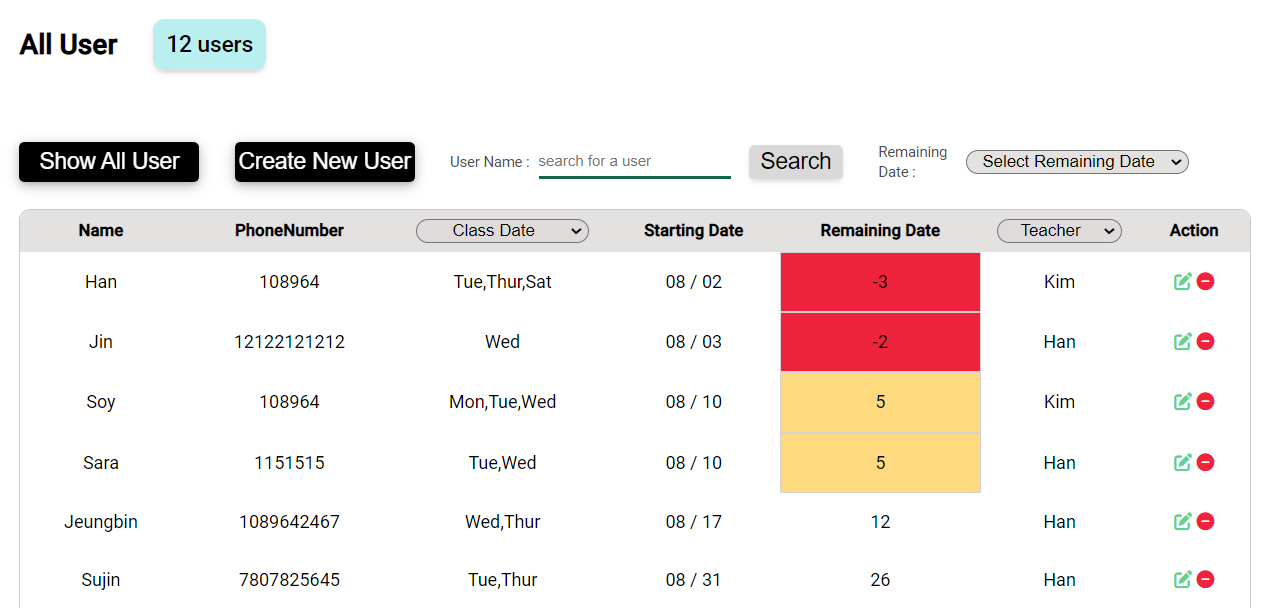 All User 12 users
Show All User Create New User User Name : search for a user Search Remaining Date : Select Remaining Date
Name PhoneNumber Class Date Starting Date Remaining Date Teacher Action
Han 108964 Tue,Thur,Sat 08 / 02 -3 Kim
Jin 12122121212 Wed 08 / 03 -2 Han
Soy 108964 Mon,Tue,Wed 08 / 10 5 Kim
Sara 1151515 Tue,Wed 08 / 10 5 Han
Jeungbin 1089642467 Wed,Thur 08 / 17 12 Han
Sujin 7807825645 Tue,Thur 08 / 31 26 Han